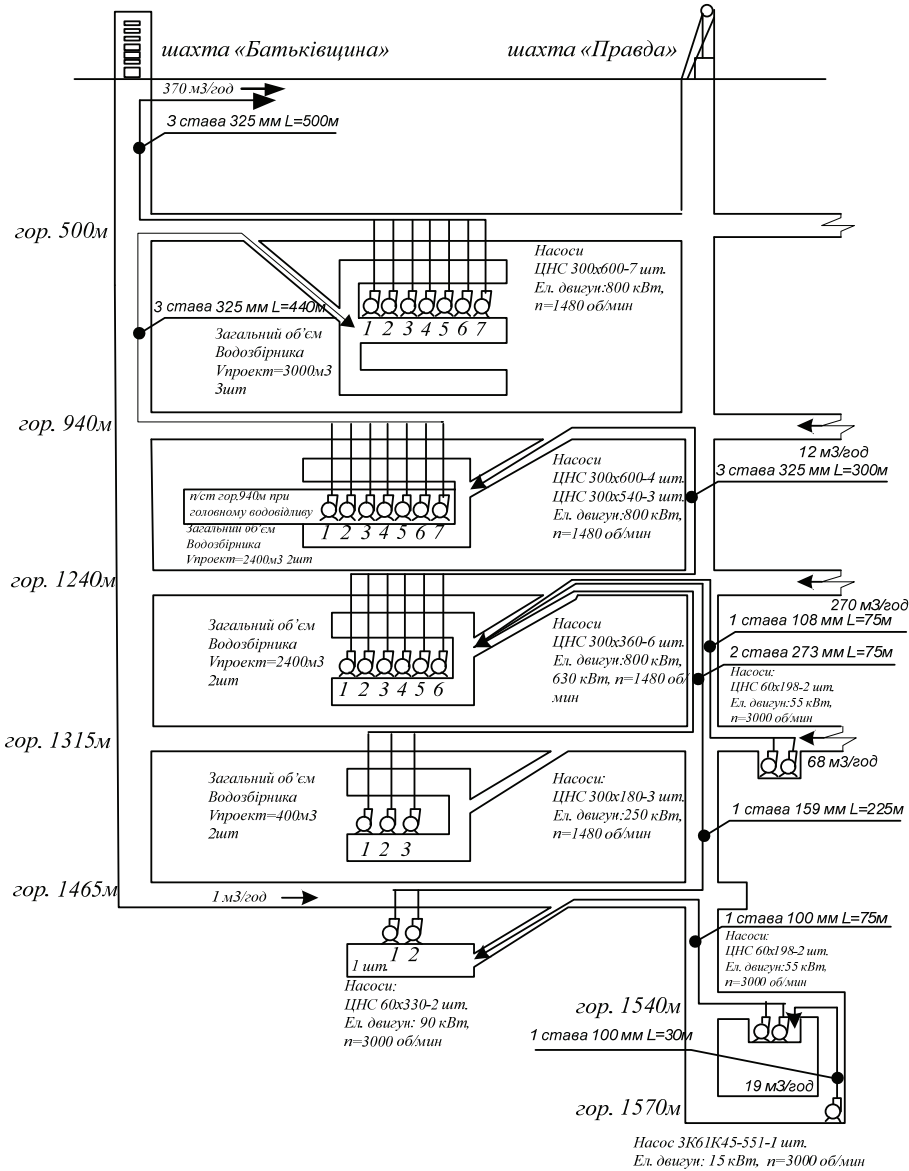 шахта «Батьківщина»
шахта «Правда»
370 м3/год
3 става 325 мм L=500м
гор. 500м
Насоси
ЦНС 300х600-7 шт.
Ел. двигун:800 кВт,
n=1480 об/мин
1 2 3 4 5 6 7
3 става 325 мм L=440м
Загальний об’єм
Водозбірника
Vпроект=3000м3
3шт
гор. 940м
12 м3/год
3 става 325 мм L=300м
Насоси
ЦНС 300х600-4 шт.
ЦНС 300х540-3 шт.
Ел. двигун:800 кВт,
n=1480 об/мин
п/ст гор.940м при
головному водовідливу
1 2 3 4 5 6 7
Загальний об’єм
Водозбірника
Vпроект=2400м3 2шт
гор. 1240м
270 м3/год
1 става 108 мм L=75м
2 става 273 мм L=75м
Загальний об’єм
Водозбірника
Vпроект=2400м3
2шт
1 2 3 4 5 6
Насоси
ЦНС 300х360-6 шт.
Ел. двигун:800 кВт,
630 кВт, n=1480 об/
мин
Насоси:
ЦНС 60х198-2 шт.
Ел. двигун:55 кВт,
n=3000 об/мин
гор. 1315м
68 м3/год
Загальний об’єм
Водозбірника
Vпроект=400м3
2шт
1 2 3
Насоси:
ЦНС 300х180-3 шт.
Ел. двигун:250 кВт,
n=1480 об/мин
1 става 159 мм L=225м
гор. 1465м
1 м3/год
1 става 100 мм L=75м
Насоси:
ЦНС 60х198-2 шт.
Ел. двигун:55 кВт,
n=3000 об/мин
1 2
1 шт.
Насоси:
ЦНС 60х330-2 шт.
Ел. двигун: 90 кВт,
n=3000 об/мин
гор. 1540м
1 става 100 мм L=30м
19 м3/год
гор. 1570м
Насос 3К61К45-551-1 шт.
Ел. двигун: 15 кВт, n=3000 об/мин